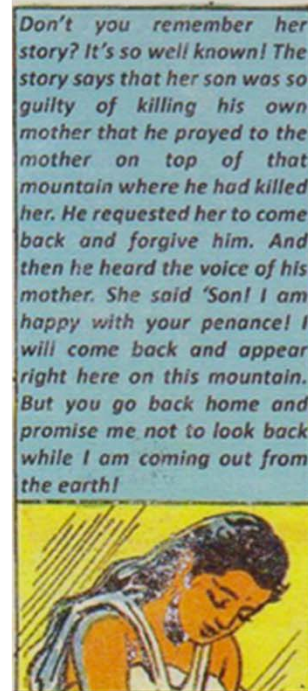 Don't you remember her
story? It's so well known! The
story says that her son was so
guilty of killing his own
mother that he prayed to the
mother on top of that
mountain where he had killed
her. He requested her to come
back and forgive him. And
then he heard the voice of his
mother. She said ‘Son! I am
happy with your penance! I
will come back and appear
right here on this mountain.
But you go back home and
promise me not to look back
while I am coming out from
the earth!